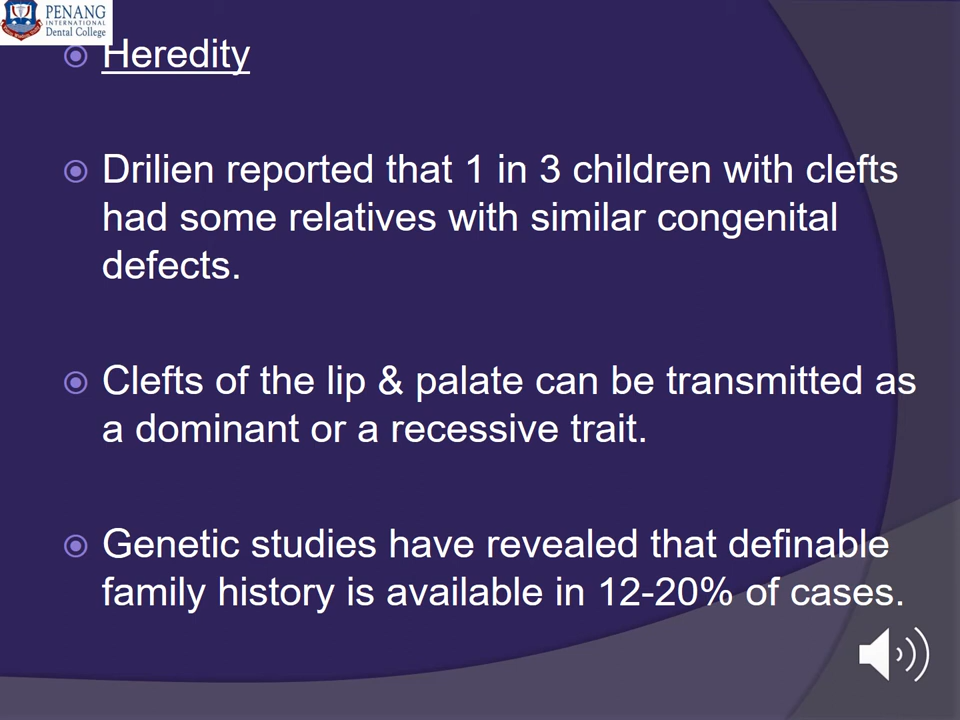 PENANG
INTERNATIONAL
Dental College
Heredity
Drilien reported that 1 in 3 children with clefts
had some relatives with similar congenital
defects.
Clefts of the lip & palate can be transmitted as
a dominant or a recessive trait.
Genetic studies have revealed that definable
family history is available in 12-20% of cases.